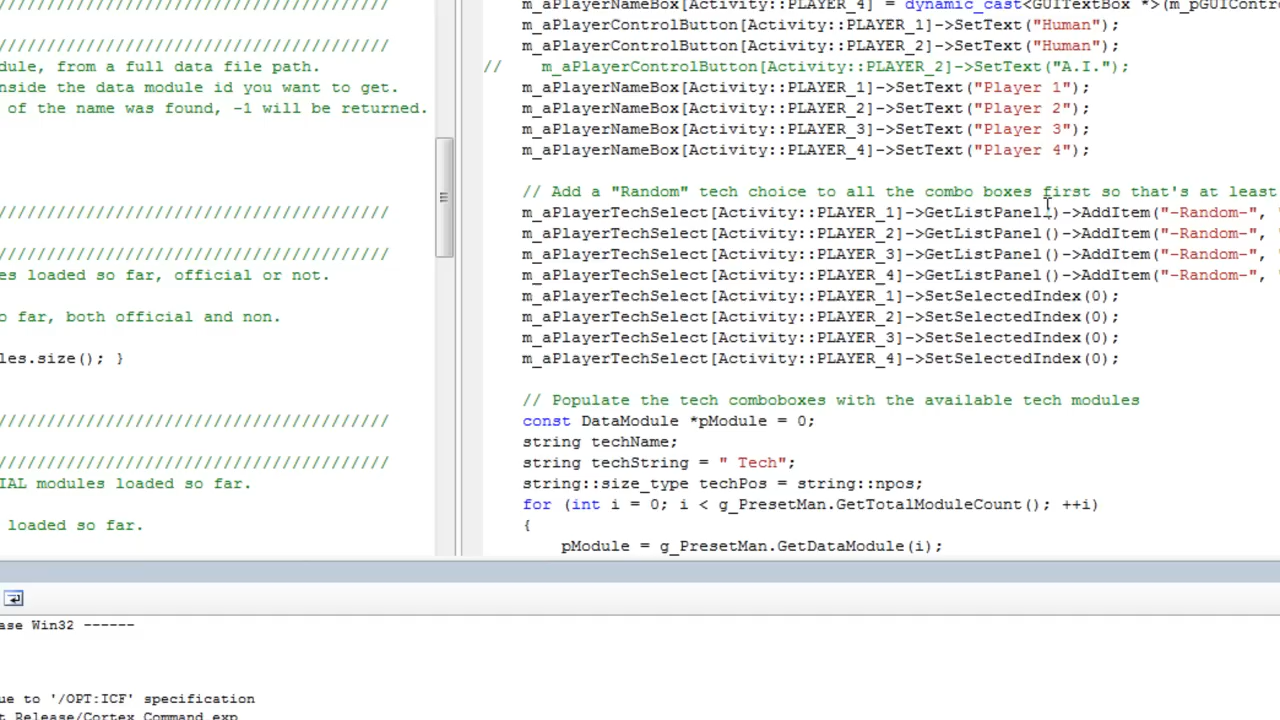 ////////////////////////////////////////
////////////////////////////////////////
dule, from a full data file path.
nside the data module id you want to get.
of the name was found, -1 will be returned.
////////////////////////////////////////
////////////////////////////////////////
es loaded so far, official or not.
o far, both official and non.
les.size(); }
////////////////////////////////////////
////////////////////////////////////////
IAL modules loaded so far.
loaded so far.
m_aPlayerNameBox[Activity::PLAYER_4] = dynamic_cast<GUITextBox *>(m_pGUIContro
m_aPlayerControlButton[Activity::PLAYER_1]->SetText("Human");
m_aPlayerControlButton[Activity::PLAYER_2]->SetText("Human");
// m_aPlayerControlButton[Activity::PLAYER_2]->SetText("A.I.");
m_aPlayerNameBox[Activity::PLAYER_1]->SetText("Player 1");
m_aPlayerNameBox[Activity::PLAYER_2]->SetText("Player 2");
m_aPlayerNameBox[Activity::PLAYER_3]->SetText("Player 3");
m_aPlayerNameBox[Activity::PLAYER_4]->SetText("Player 4");
// Add a "Random" tech choice to all the combo boxes first so that's at least
m_aPlayerTechSelect[Activity::PLAYER_1]->GetListPanel()->AddItem("-Random-", "
m_aPlayerTechSelect[Activity::PLAYER_2]->GetListPanel()->AddItem("-Random-", "
m_aPlayerTechSelect[Activity::PLAYER_3]->GetListPanel()->AddItem("-Random-", "
m_aPlayerTechSelect[Activity::PLAYER_4]->GetListPanel()->AddItem("-Random-", "
m_aPlayerTechSelect[Activity::PLAYER_1]->SetSelectedIndex(0);
m_aPlayerTechSelect[Activity::PLAYER_2]->SetSelectedIndex(0);
m_aPlayerTechSelect[Activity::PLAYER_3]->SetSelectedIndex(0);
m_aPlayerTechSelect[Activity::PLAYER_4]->SetSelectedIndex(0);
// Populate the tech comboboxes with the available tech modules
const DataModule *pModule = 0;
string techName;
string techString = " Tech";
string::size_type techPos = string::npos;
for (int i = 0; i < g_PresetMan.GetTotalModuleCount(); ++i)
{
pModule = g_PresetMan.GetDataModule(i);
ase Win32 ------
ue to '/OPT:ICF' specification
t Release/Cortex Command.exp